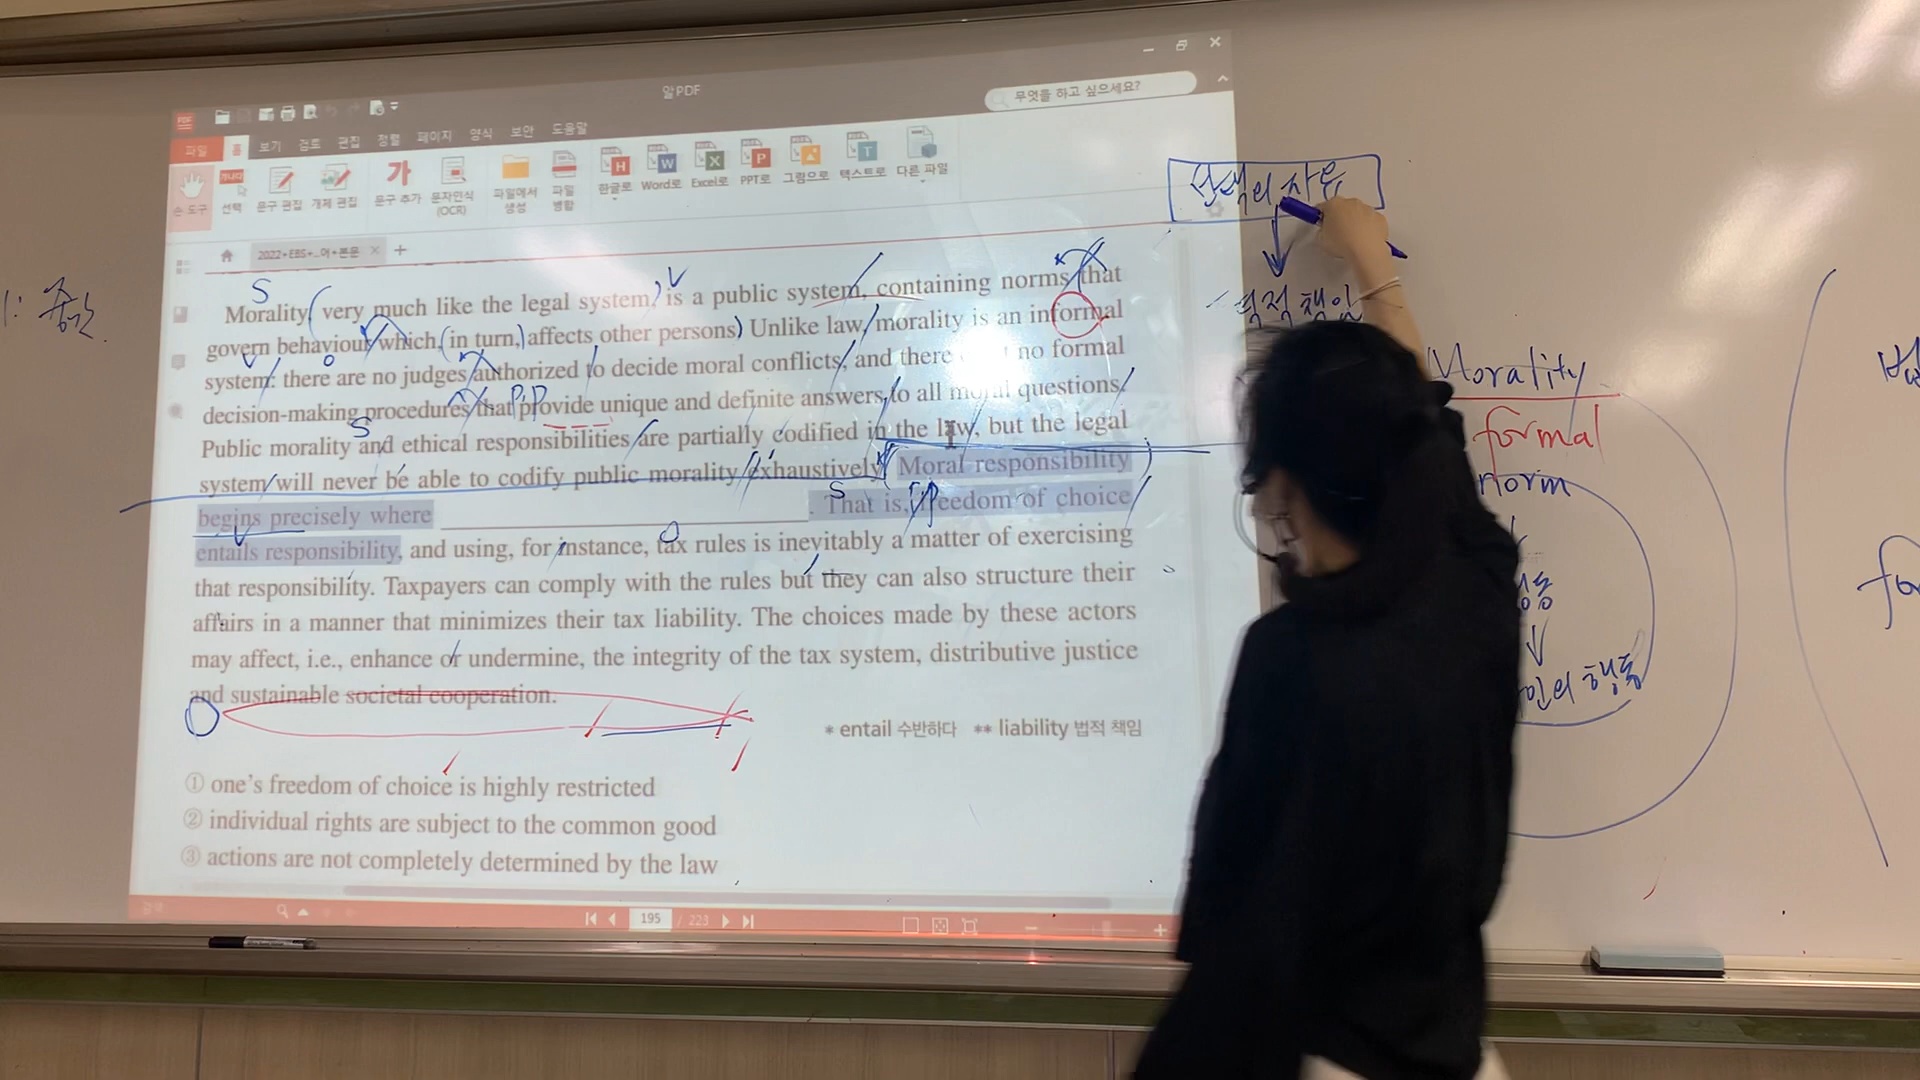 알PDF
무엇을 하고 싶으세요?
파일 홈 보기 검토 편집 정렬 페이지 양식 보안 도움말
손 도구 선택 문구 편집 개체 편집 문구 추가 문자인식 (OCR) 파일에서 생성 파일 병합 한글로 Word로 Excel로 PPT로 그림으로 텍스트로 다른 파일
2022+EBS+...어+본문
선택의 자유
S V
Morality, very much like the legal system, is a public system, containing norms that
govern behaviour which, in turn, affects other persons. Unlike law, morality is an informal
system: there are no judges authorized to decide moral conflicts, and there no formal
decision-making procedures that provide unique and definite answers to all moral questions.
Public morality and ethical responsibilities are partially codified in the law, but the legal
system will never be able to codify public morality exhaustively. Moral responsibility
begins precisely where ____________. That is, freedom of choice
entails responsibility, and using, for instance, tax rules is inevitably a matter of exercising
that responsibility. Taxpayers can comply with the rules but they can also structure their
affairs in a manner that minimizes their tax liability. The choices made by these actors
may affect, i.e., enhance or undermine, the integrity of the tax system, distributive justice
and sustainable societal cooperation.
* entail 수반하다 ** liability 법적 책임
① one's freedom of choice is highly restricted
② individual rights are subject to the common good
③ actions are not completely determined by the law
195 / 223
Morality
formal
norm